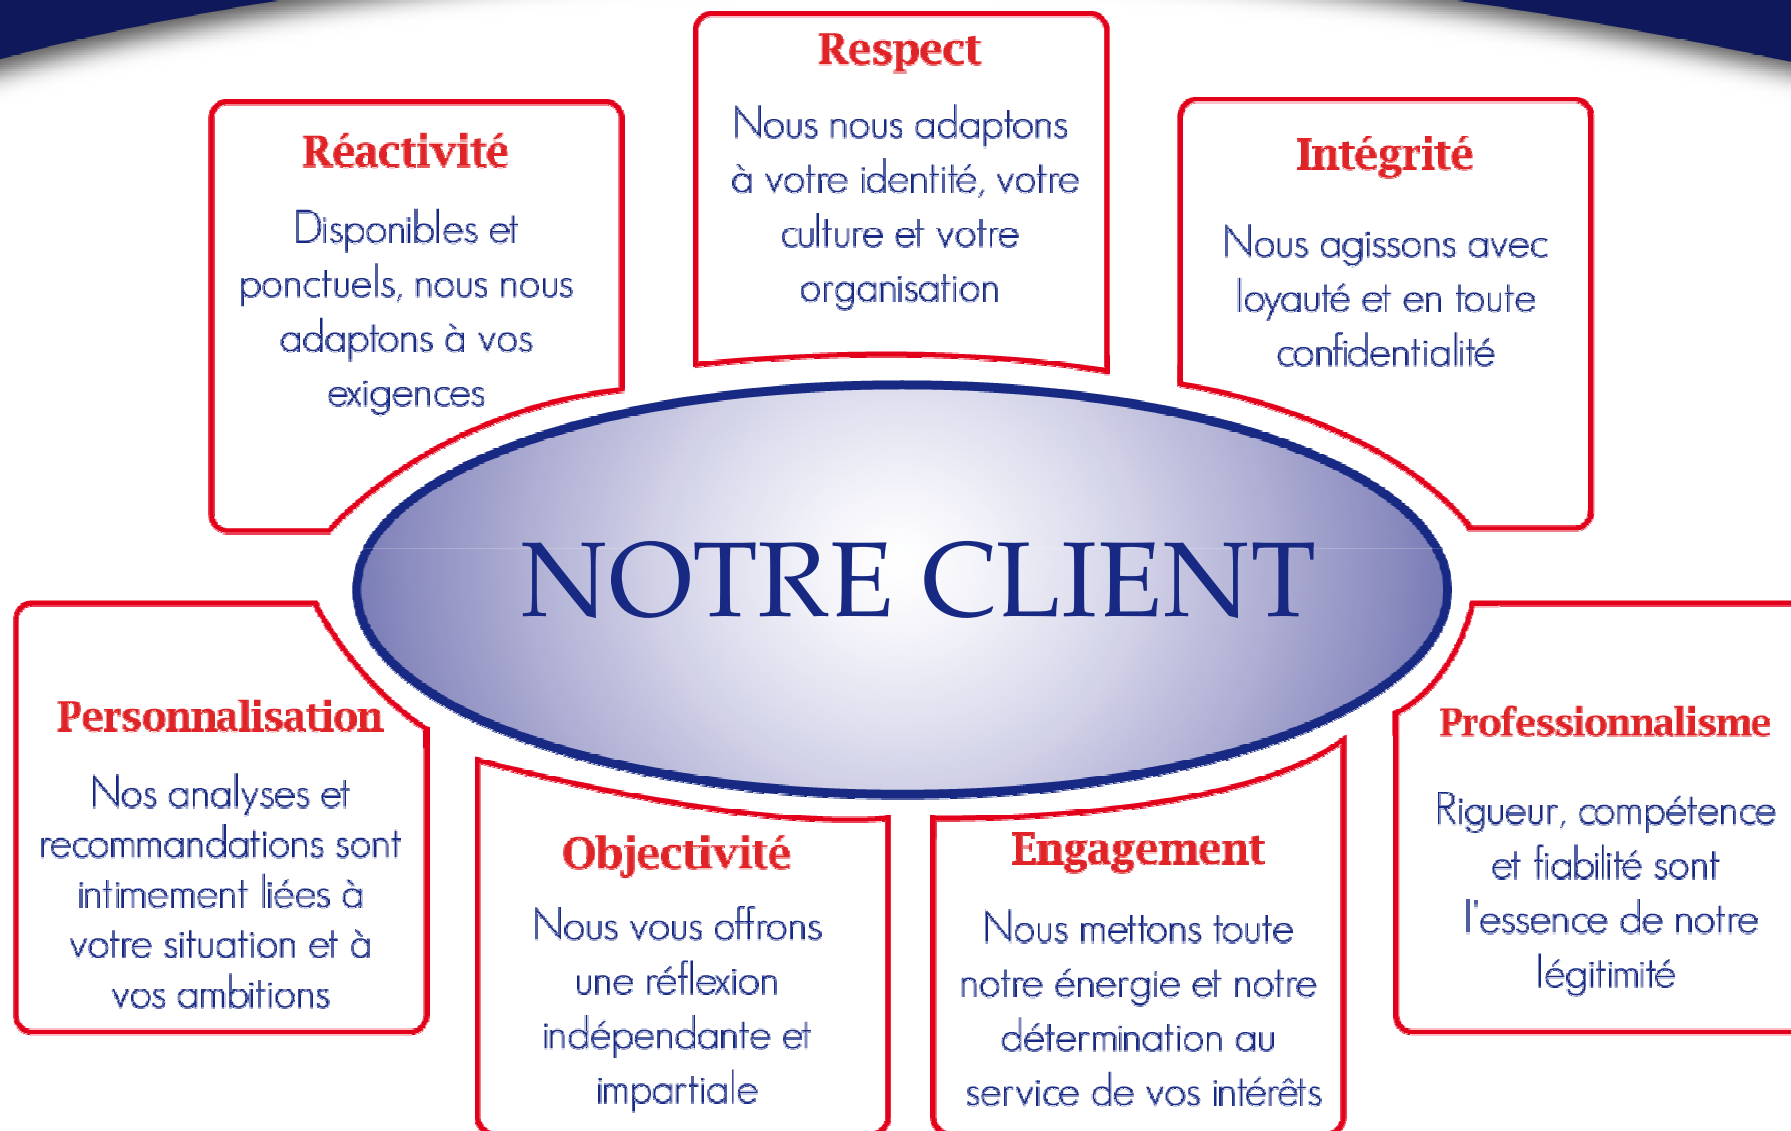 Respect
Nous nous adaptons
à votre identité, votre
culture et votre
organisation
Réactivité
Disponibles et
ponctuels, nous nous
adaptons à vos
exigences
Intégrité
Nous agissons avec
loyauté et en toute
confidentialité
NOTRE CLIENT
Personnalisation
Nos analyses et
recommandations sont
intimement liées à
votre situation et à
vos ambitions
Objectivité
Nous vous offrons
une réflexion
indépendante et
impartiale
Engagement
Nous mettons toute
notre énergie et notre
détermination au
service de vos intérêts
Professionnalisme
Rigueur, compétence
et fiabilité sont
l'essence de notre
légitimité